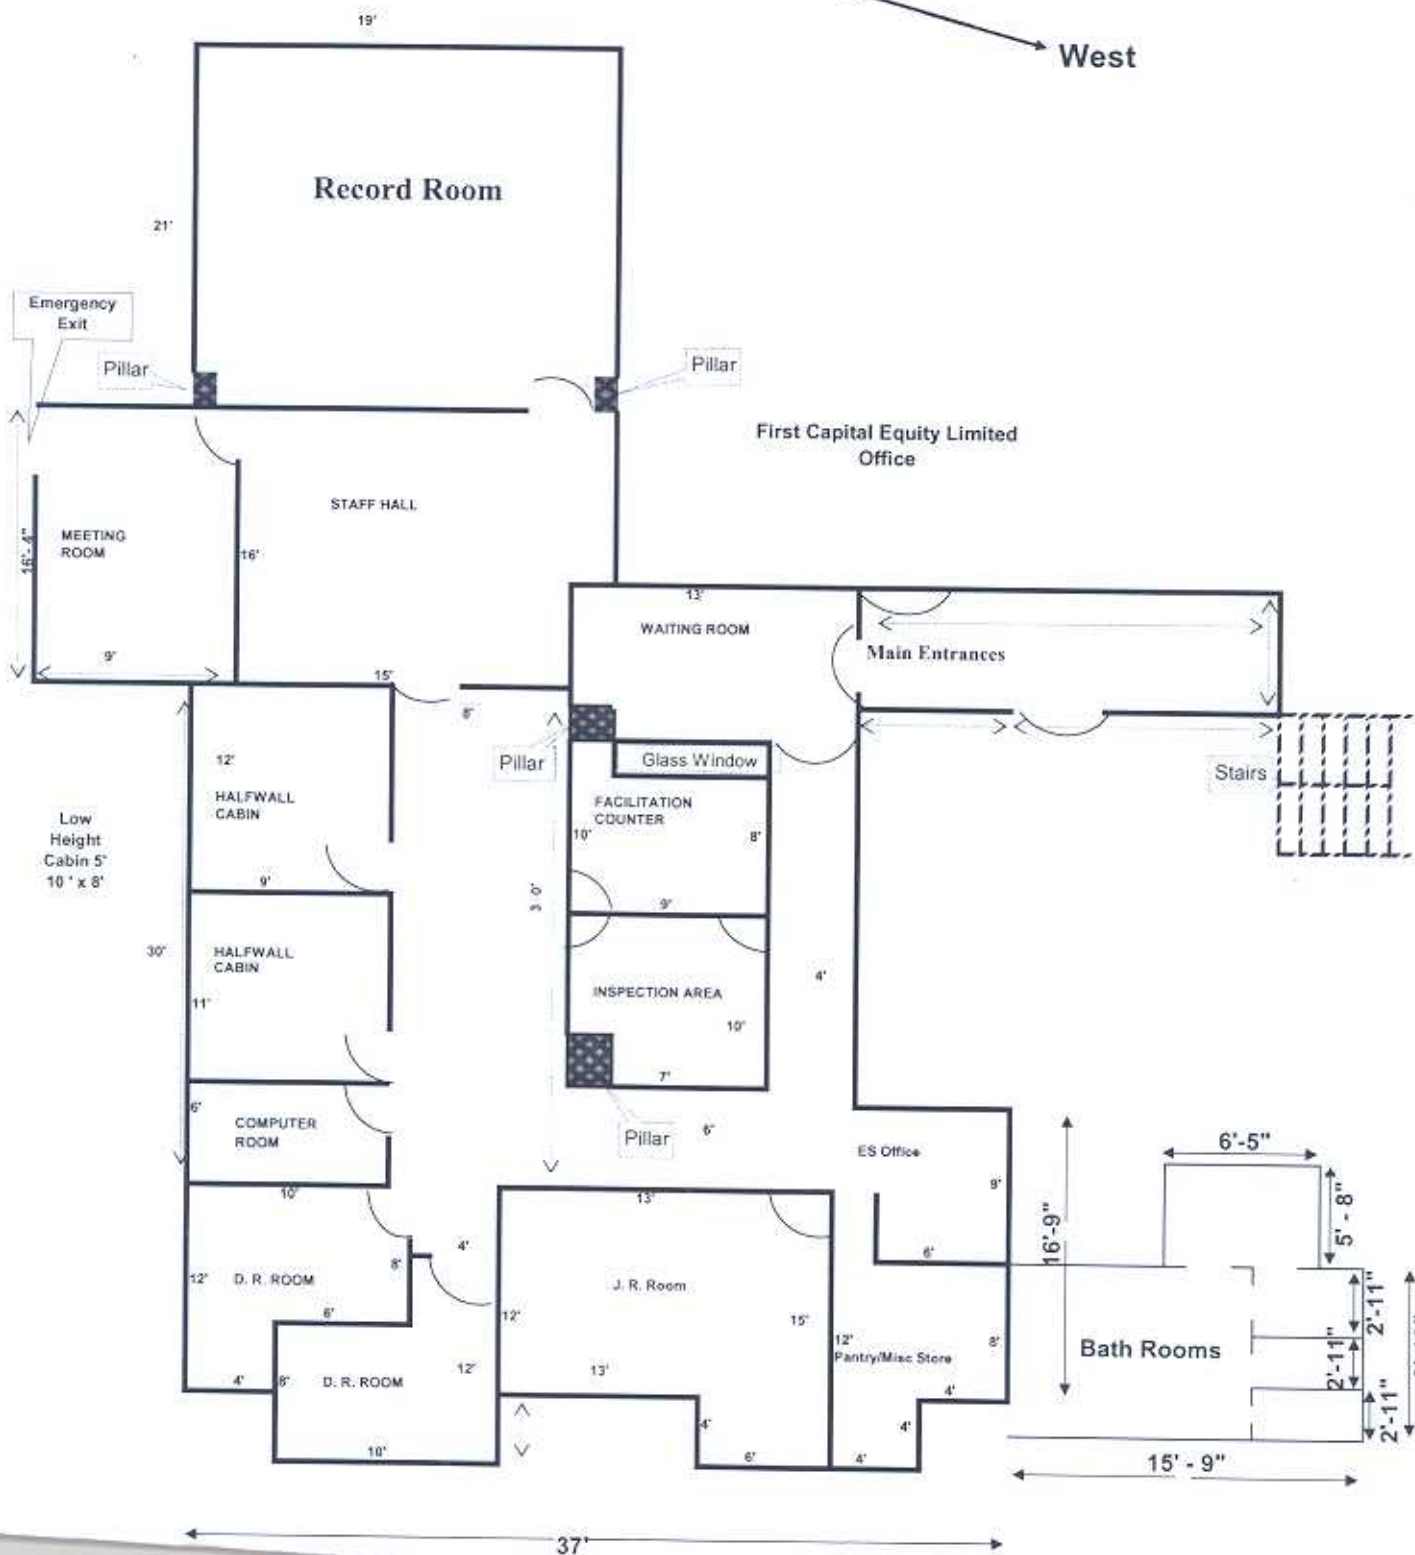 19'
West
Record Room
21'
Emergency
Exit
Pillar
Pillar
First Capital Equity Limited
Office
STAFF HALL
MEETING
ROOM
16'- 4"
16'
13'
WAITING ROOM
Main Entrances
9'
15'
8'
Pillar
Glass Window
Stairs
12'
HALFWALL
CABIN
FACILITATION
COUNTER
Low
Height
Cabin 5'
10 ' x 8'
10'
8'
9'
9'
3 0'
30'
HALFWALL
CABIN
11'
4'
INSPECTION AREA
10'
7'
6'
COMPUTER
ROOM
Pillar
6'
ES Office
6'-5"
9'
10'
13'
5' - 8"
16'-9"
4'
8'
6'
12'
D. R. ROOM
J. R. Room
6'
12'
15'
2'-11"
12'
Pantry/Misc Store
8'
Bath Rooms
2'-11"
4'
8'
D. R. ROOM
12'
13'
4'
2'-11"
4'
4'
10'
6'
4'
15' - 9"
37'